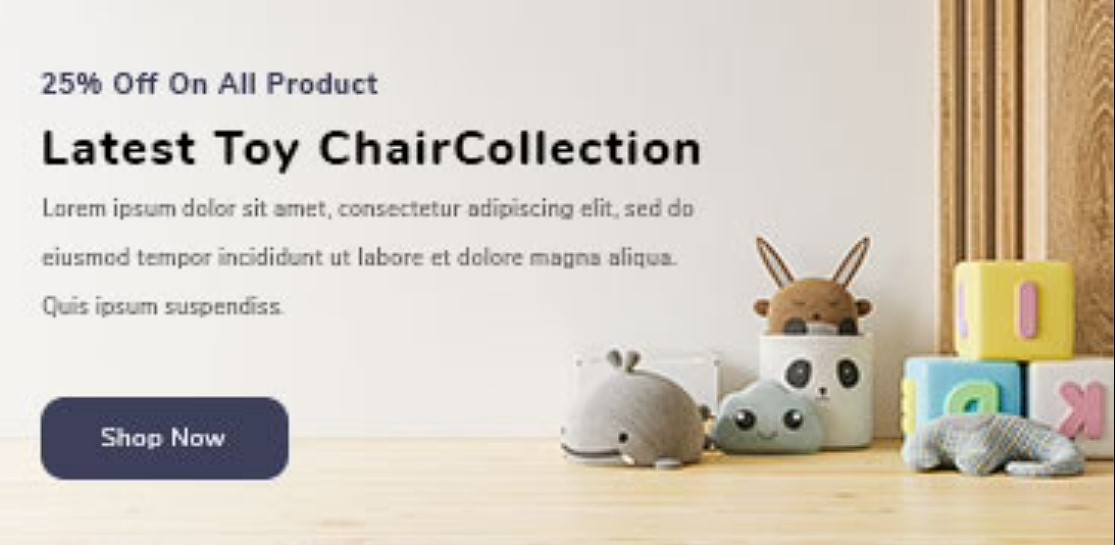 25% Off On All Product
Latest Toy ChairCollection
Lorem ipsum dolor sit amet, consectetur adipiscing elit, sed do
eiusmod tempor incididunt ut labore et dolore magna aliqua.
Quis ipsum suspendiss.
Shop Now